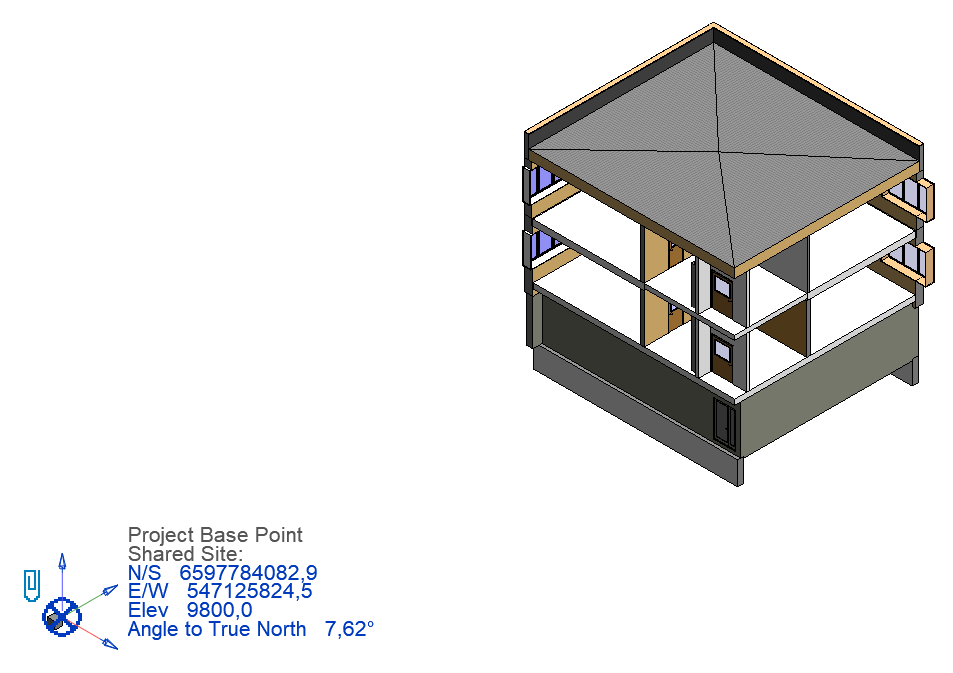 Project Base Point
Shared Site:
N/S 6597784082,9
E/W 547125824,5
Elev 9800,0
Angle to True North 7,62°